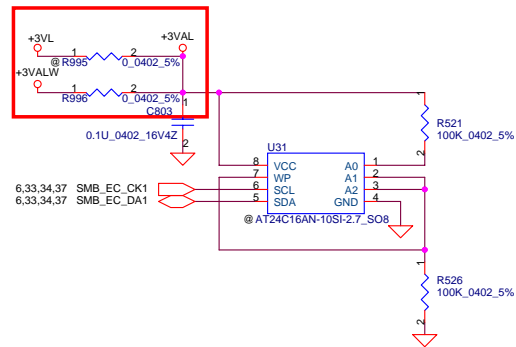 +3VL
+3VAL
1
2
@ R995
0_0402_5%
+3VALW
1
2
R996
0_0402_5%
C803
1
0.1U_0402_16V4Z
2
1
R521
100K_0402_5%
2
U31
8 VCC A0 1
7 WP A1 2
6,33,34,37 SMB_EC_CK1 6 SCL A2 3
6,33,34,37 SMB_EC_DA1 5 SDA GND 4
@ AT24C16AN-10SI-2.7_SO8
1
R526
100K_0402_5%
2